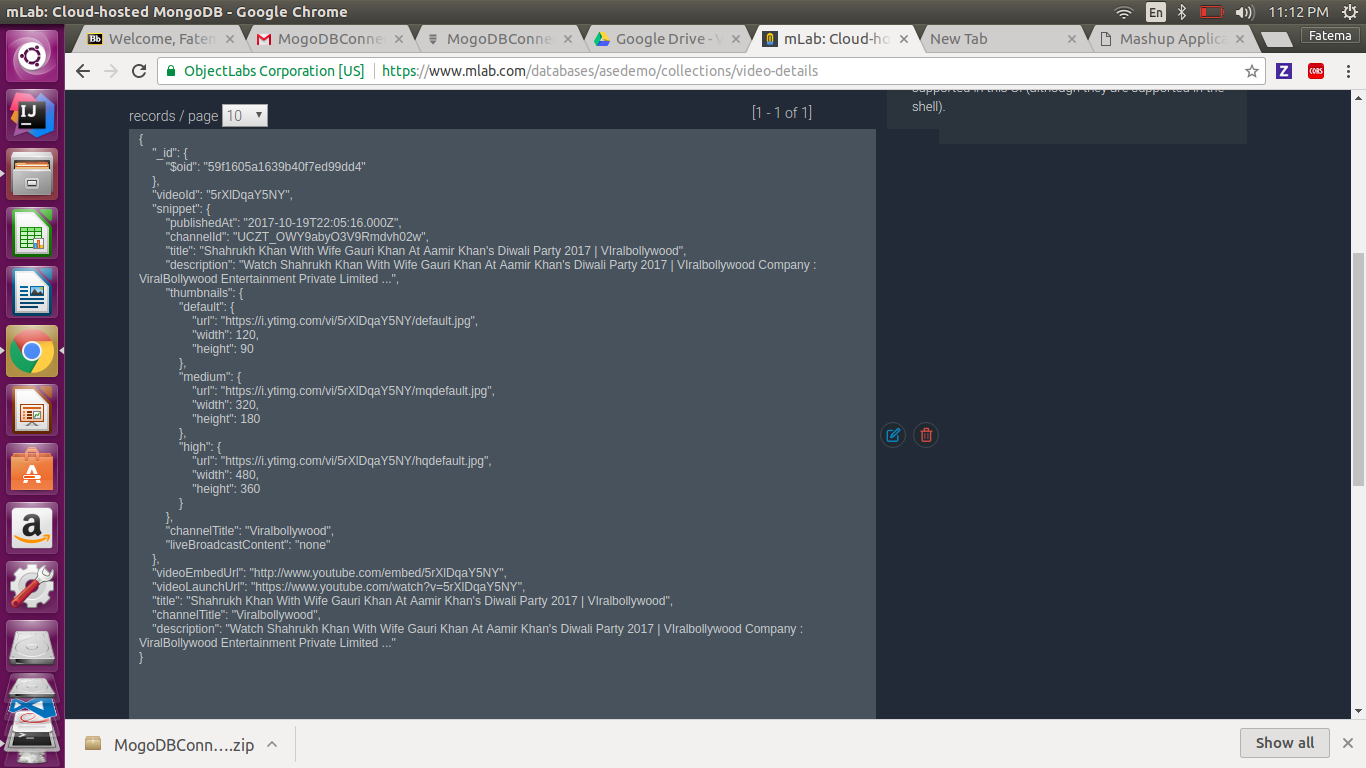 mLab: Cloud-hosted MongoDB - Google Chrome
En
11:12 PM
Bb
Welcome, Faten
MogoDBConne
MogoDBConne
Google Drive - V
mLab: Cloud-ho
New Tab
Mashup Applica
Fatema
ObjectLabs Corporation [US]
https://www.mlab.com/databases/asedemo/collections/video-details
Z
CORS
supported in this UI (although they are supported in the
shell).
records / page 10
[1 - 1 of 1]
{
"_id": {
"$oid": "59f1605a1639b40f7ed99dd4"
},
"videoId": "5rXlDqaY5NY",
"snippet": {
"publishedAt": "2017-10-19T22:05:16.000Z",
"channelId": "UCZT_OWY9abyO3V9Rmdvh02w",
"title": "Shahrukh Khan With Wife Gauri Khan At Aamir Khan's Diwali Party 2017 | VIralbollywood",
"description": "Watch Shahrukh Khan With Wife Gauri Khan At Aamir Khan's Diwali Party 2017 | VIralbollywood Company :
ViralBollywood Entertainment Private Limited ...",
"thumbnails": {
"default": {
"url": "https://i.ytimg.com/vi/5rXlDqaY5NY/default.jpg",
"width": 120,
"height": 90
},
"medium": {
"url": "https://i.ytimg.com/vi/5rXlDqaY5NY/mqdefault.jpg",
"width": 320,
"height": 180
},
"high": {
"url": "https://i.ytimg.com/vi/5rXlDqaY5NY/hqdefault.jpg",
"width": 480,
"height": 360
}
},
"channelTitle": "Viralbollywood",
"liveBroadcastContent": "none"
},
"videoEmbedUrl": "http://www.youtube.com/embed/5rXlDqaY5NY",
"videoLaunchUrl": "https://www.youtube.com/watch?v=5rXlDqaY5NY",
"title": "Shahrukh Khan With Wife Gauri Khan At Aamir Khan's Diwali Party 2017 | VIralbollywood",
"channelTitle": "Viralbollywood",
"description": "Watch Shahrukh Khan With Wife Gauri Khan At Aamir Khan's Diwali Party 2017 | VIralbollywood Company :
ViralBollywood Entertainment Private Limited ..."
}
MogoDBConn....zip
Show all